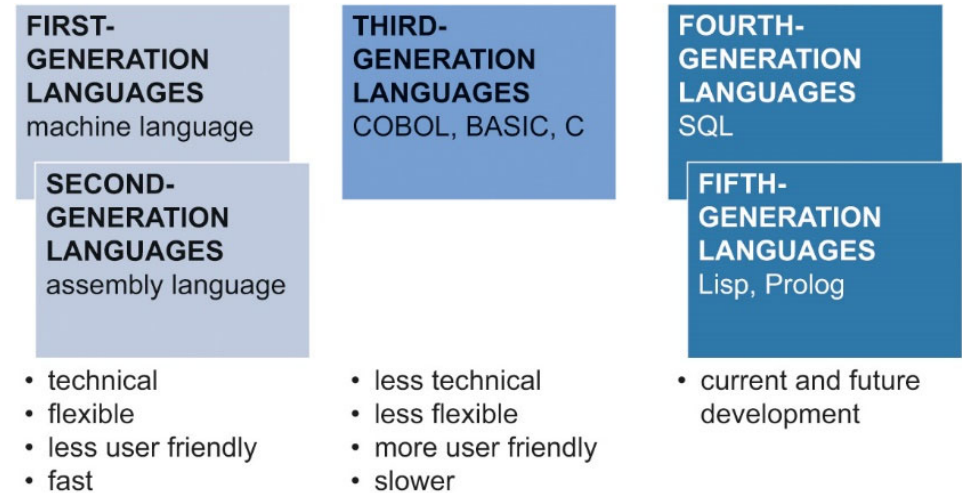 FIRST-
GENERATION
LANGUAGES
machine language
SECOND-
GENERATION
LANGUAGES
assembly language
• technical
• flexible
• less user friendly
• fast
THIRD-
GENERATION
LANGUAGES
COBOL, BASIC, C
• less technical
• less flexible
• more user friendly
• slower
FOURTH-
GENERATION
LANGUAGES
SQL
FIFTH-
GENERATION
LANGUAGES
Lisp, Prolog
• current and future
development